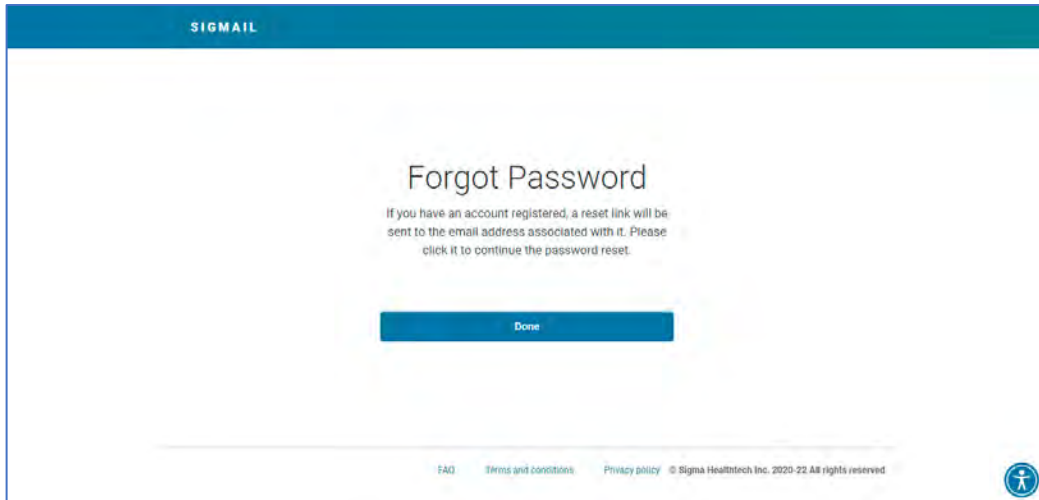 SIGMAIL
Forgot Password
If you have an account registered, a reset link will be
sent to the email address associated with it. Please
click it to continue the password reset.
Done
FAQ Terms and conditions Privacy policy © Sigma Healthtech Inc. 2020-22 All rights reserved